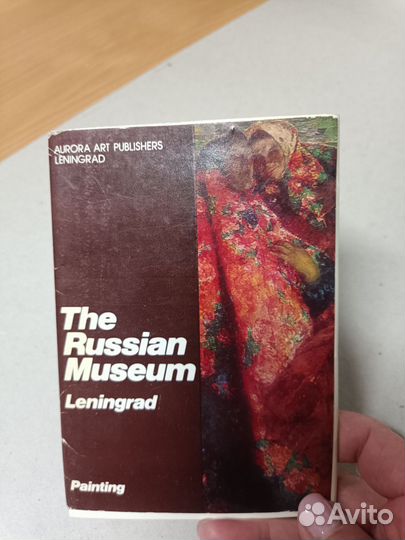 AURORA ART PUBLISHERS
LENINGRAD
The
Russian
Museum
Leningrad
Painting
Avito